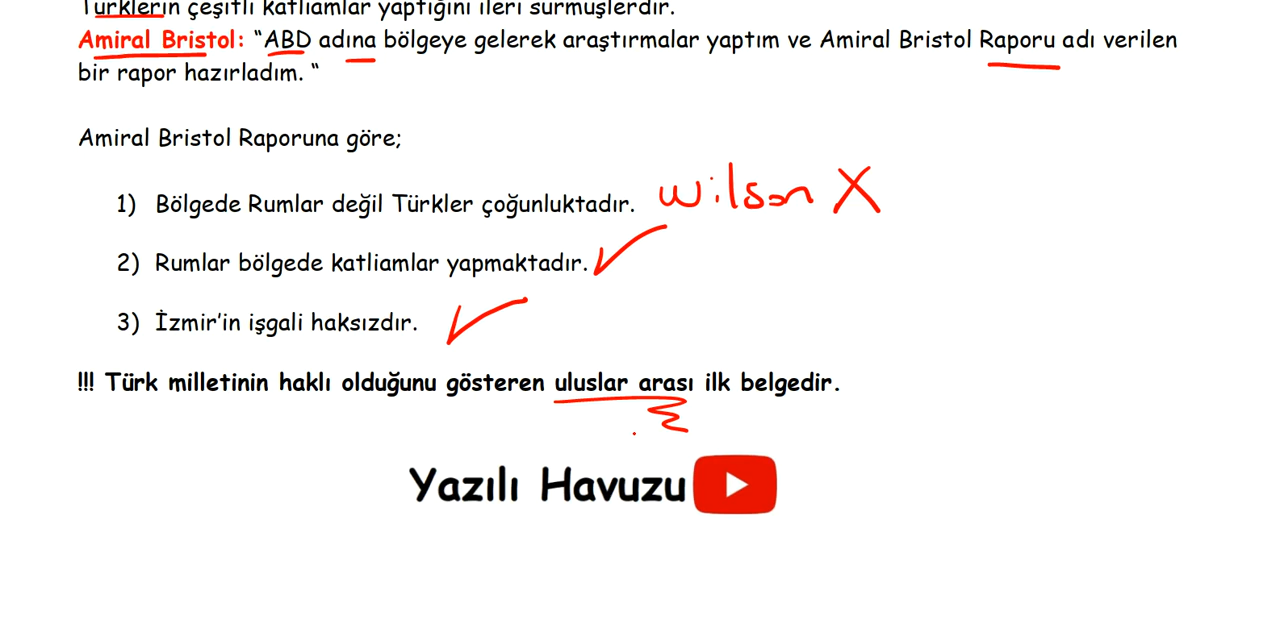 Türklerin çeşitli katliamlar yaptığını ileri sürmüşlerdir.
Amiral Bristol: “ABD adına bölgeye gelerek araştırmalar yaptım ve Amiral Bristol Raporu adı verilen
bir rapor hazırladım. “
Amiral Bristol Raporuna göre;
1) Bölgede Rumlar değil Türkler çoğunluktadır. Wilson X
2) Rumlar bölgede katliamlar yapmaktadır.
3) İzmir’in işgali haksızdır.
!!! Türk milletinin haklı olduğunu gösteren uluslar arası ilk belgedir.
Yazılı Havuzu